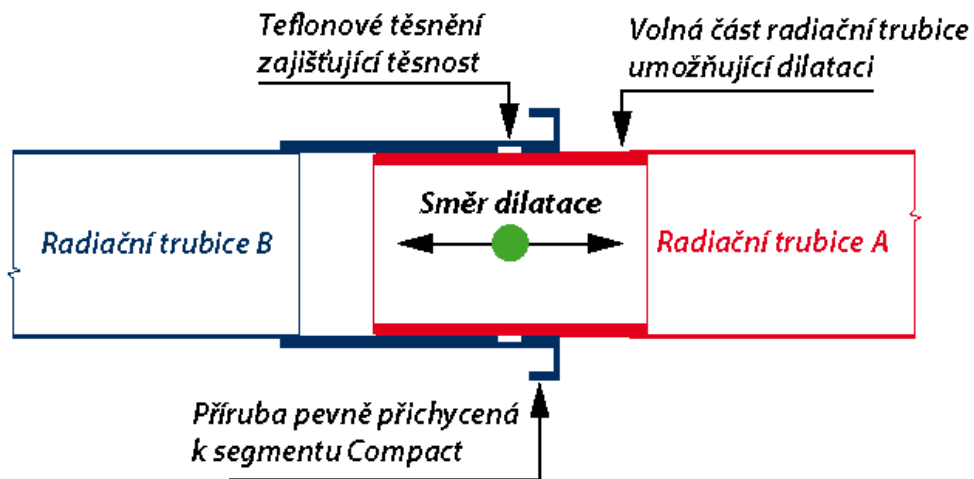 Teflonové těsnění
zajišťující těsnost
Volná část radiační trubice
umožňující dilataci
Směr dilatace
Radiační trubice B
Radiační trubice A
Příruba pevně přichycená
k segmentu Compact